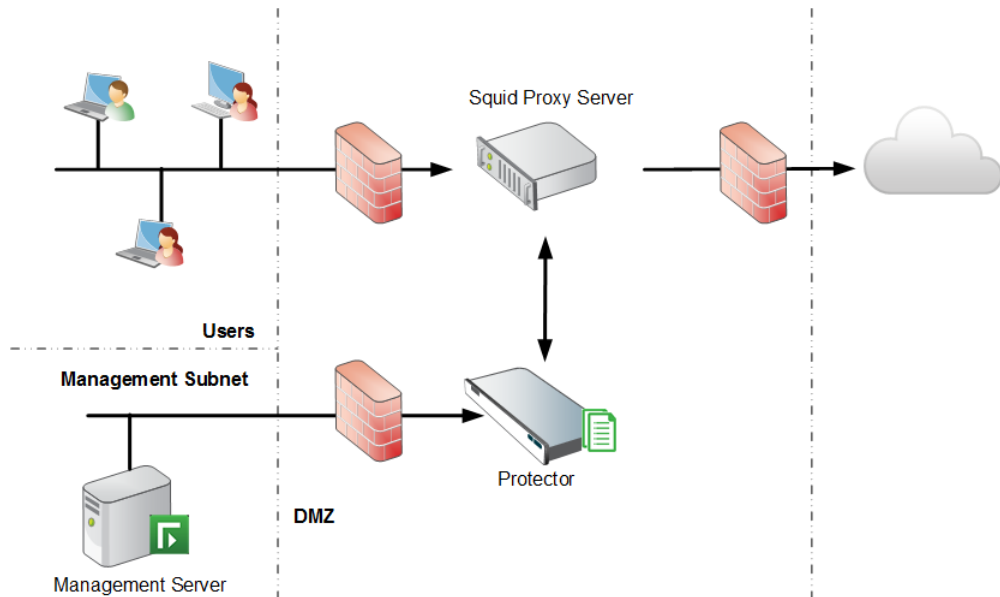 Squid Proxy Server
Users
Management Subnet
Protector
DMZ
Management Server